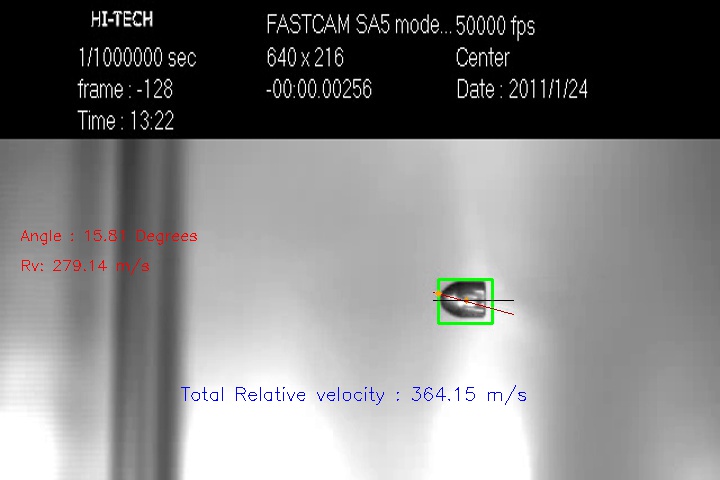 HI-TECH FASTCAM SA5 mode... 50000 fps
1/1000000 sec 640 x 216 Center
frame : -128 -00:00.00256 Date : 2011/1/24
Time : 13:22
Angle : 15.81 Degrees
Rv: 279.14 m/s
Total Relative velocity : 364.15 m/s